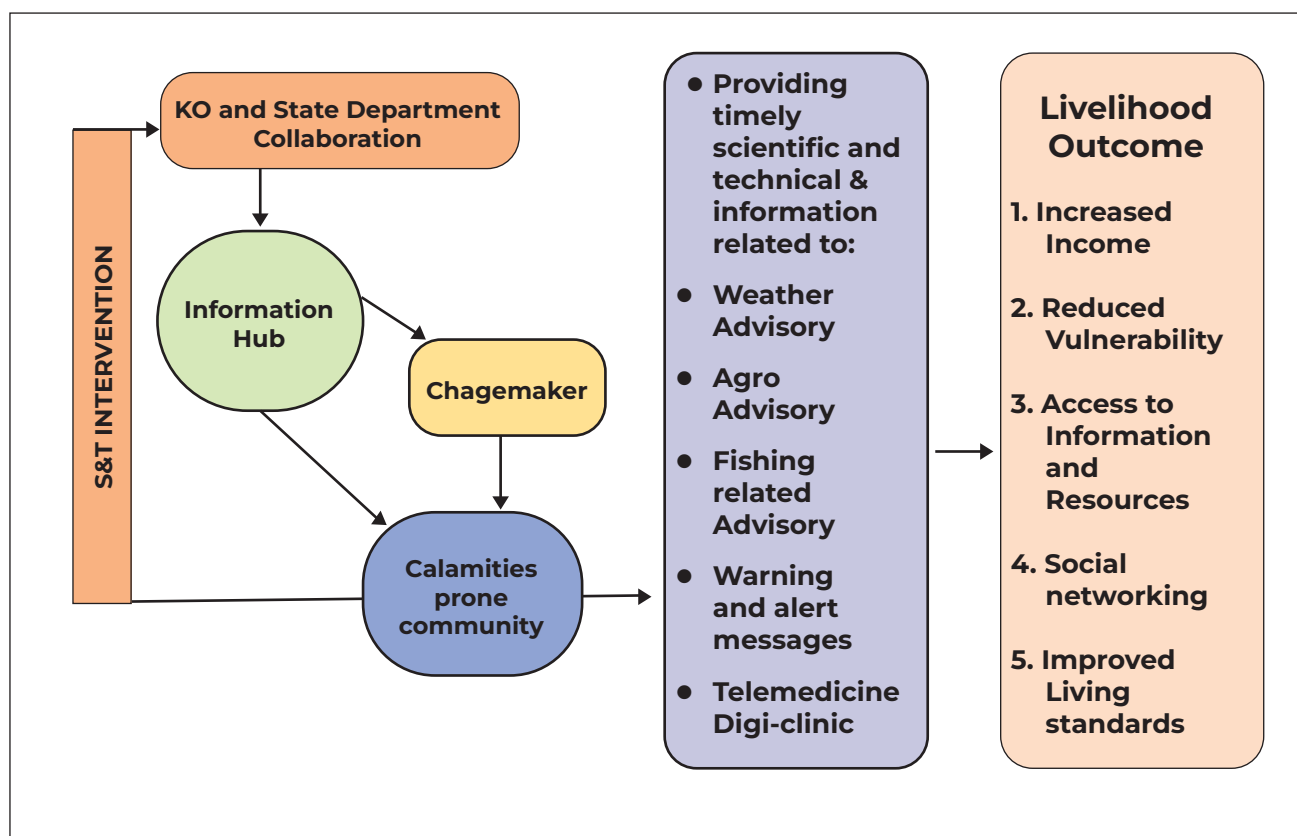 KO and State Department
Collaboration
S&T INTERVENTION
Information
Hub
Chagemaker
Calamities
prone
community
● Providing
timely
scientific and
technical &
information
related to:
● Weather
Advisory
● Agro
Advisory
● Fishing
related
Advisory
● Warning
and alert
messages
● Telemedicine
Digi-clinic
Livelihood
Outcome
1. Increased
Income
2. Reduced
Vulnerability
3. Access to
Information
and
Resources
4. Social
networking
5. Improved
Living
standards